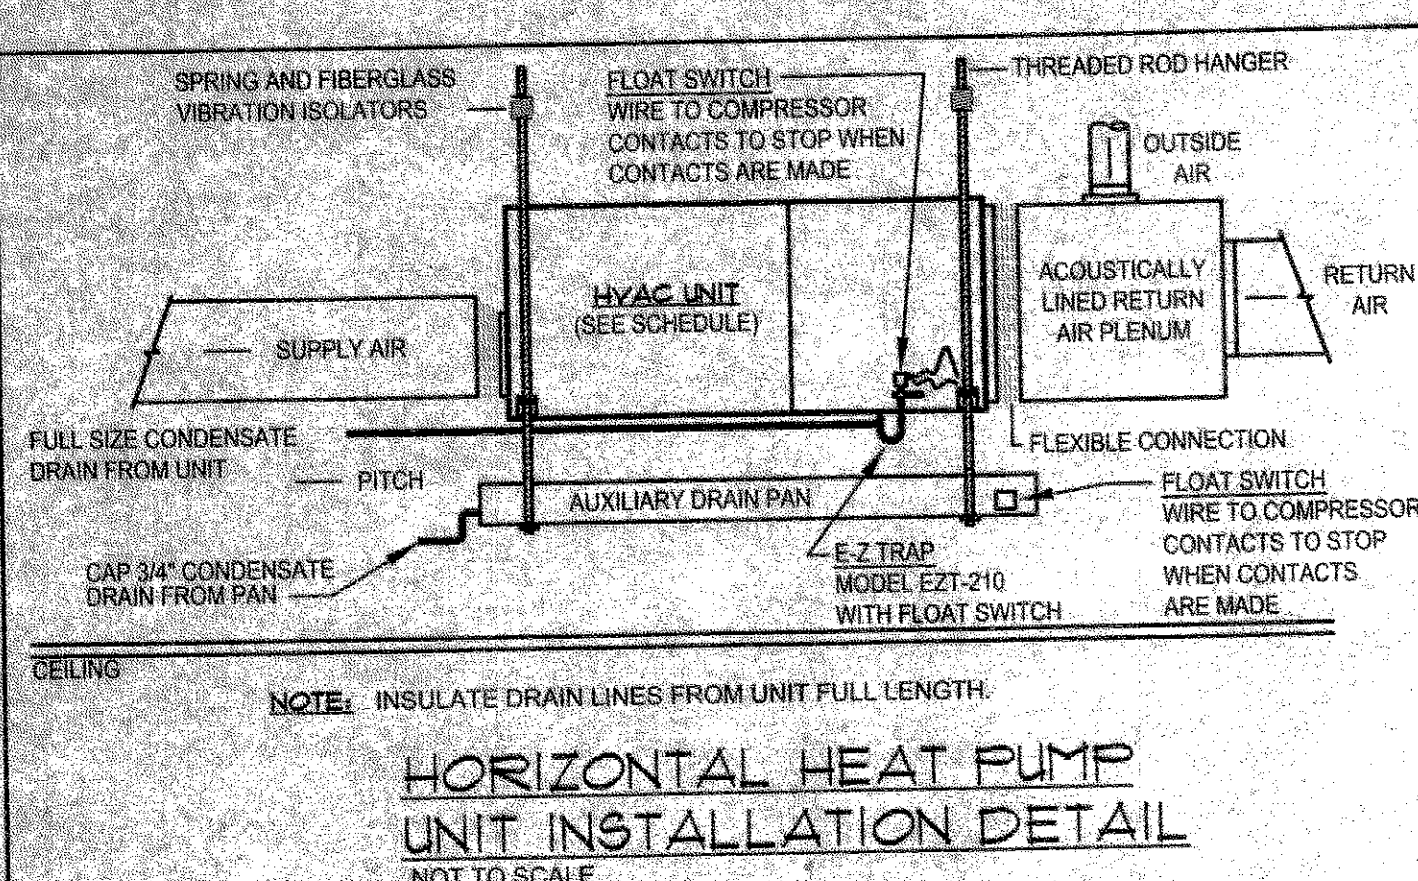 SPRING AND FIBERGLASS
VIBRATION ISOLATORS
FLOAT SWITCH
WIRE TO COMPRESSOR
CONTACTS TO STOP WHEN
CONTACTS ARE MADE
THREADED ROD HANGER
OUTSIDE
AIR
HVAC UNIT
(SEE SCHEDULE)
ACOUSTICALLY
LINED RETURN
AIR PLENUM
RETURN
AIR
SUPPLY AIR
FULL SIZE CONDENSATE
DRAIN FROM UNIT
PITCH
FLEXIBLE CONNECTION
AUXILIARY DRAIN PAN
FLOAT SWITCH
WIRE TO COMPRESSOR
CONTACTS TO STOP
WHEN CONTACTS
ARE MADE
CAP 3/4" CONDENSATE
DRAIN FROM PAN
E-Z TRAP
MODEL EZT-210
WITH FLOAT SWITCH
CEILING
NOTE: INSULATE DRAIN LINES FROM UNIT FULL LENGTH.
HORIZONTAL HEAT PUMP
UNIT INSTALLATION DETAIL
NOT TO SCALE